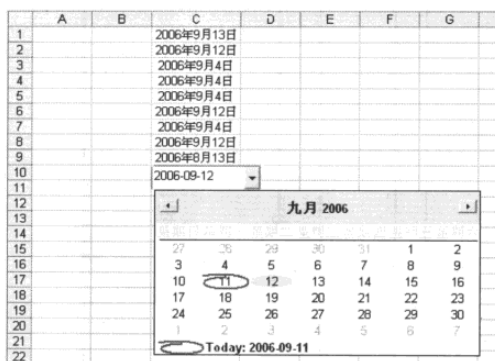 A B C D E F G
1 2006年9月13日
2 2006年9月12日
3 2006年9月4日
4 2006年9月4日
5 2006年9月4日
6 2006年9月12日
7 2006年9月4日
8 2006年9月12日
9 2006年8月13日
10 2006-09-12
11
12 九月 2006
13
14
15 27 28 29 30 31 1 2
16 3 4 5 6 7 8 9
17 10 11 12 13 14 15 16
18 17 18 19 20 21 22 23
19 24 25 26 27 28 29 30
20 1 2 3 4 5 6 7
21 Today: 2006-09-11
22